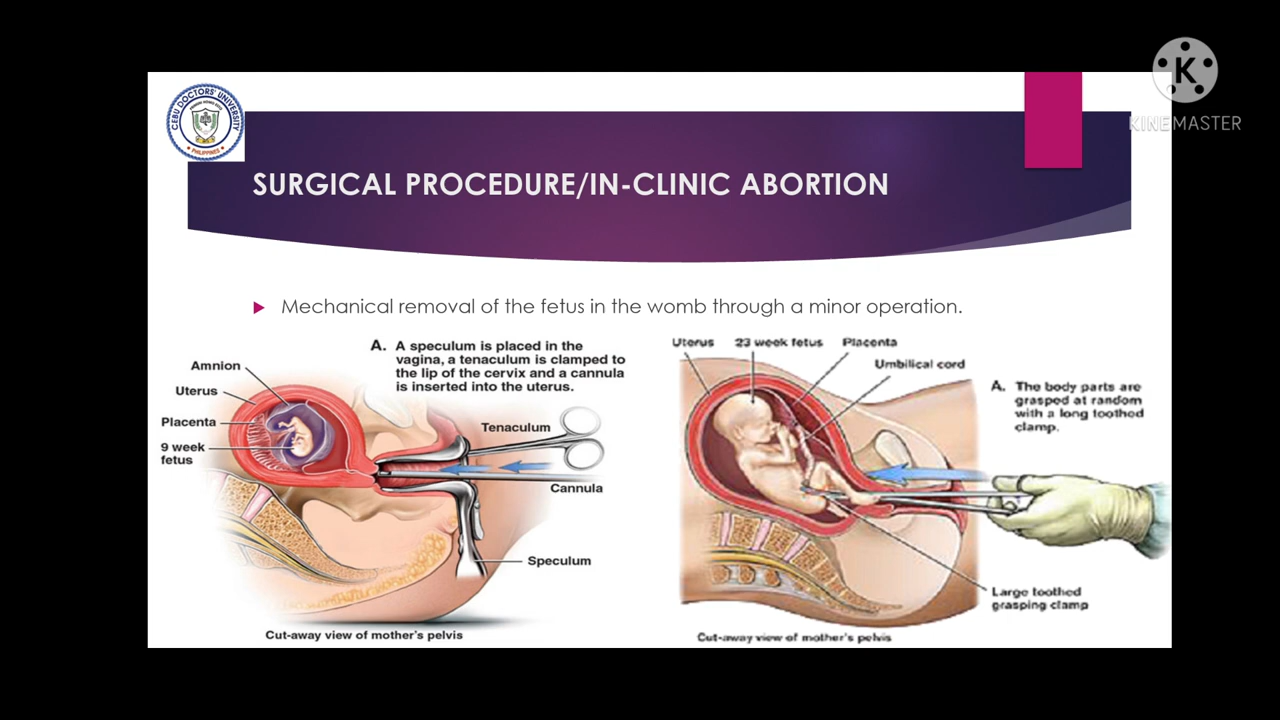 CEBU DOCTORS' UNIVERSITY
PHILIPPINES
KINEMASTER
SURGICAL PROCEDURE/IN-CLINIC ABORTION
Mechanical removal of the fetus in the womb through a minor operation.
A. A speculum is placed in the
vagina, a tenaculum is clamped to
the lip of the cervix and a cannula
is inserted into the uterus.
Amnion
Uterus
Placenta
9 week
fetus
Tenaculum
Cannula
Speculum
Cut-away view of mother's pelvis
Uterus
23 week fetus
Placenta
Umbilical cord
A. The body parts are
grasped at random
with a long toothed
clamp.
Large toothed
grasping clamp
Cut-away view of mother's pelvis